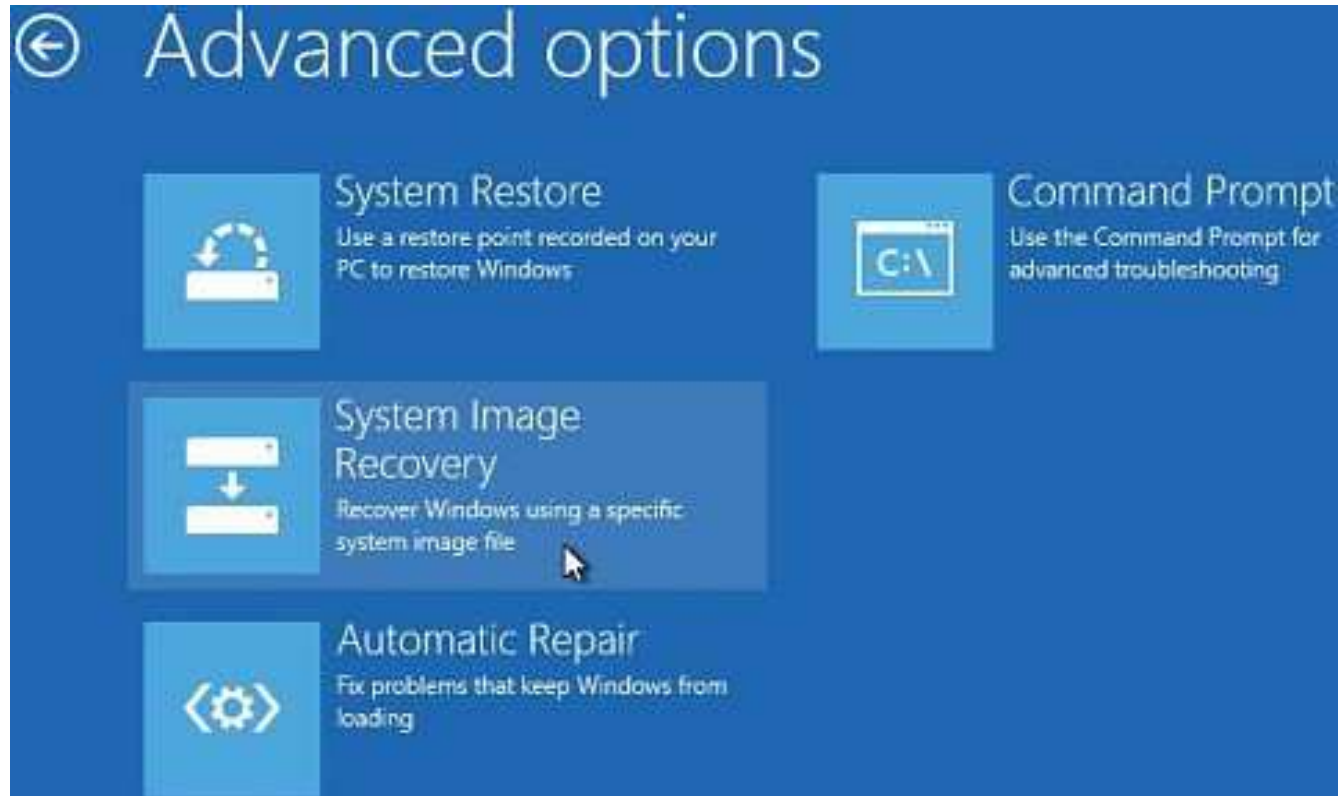 Advanced options
System Restore
Use a restore point recorded on your
PC to restore Windows
Command Prompt
Use the Command Prompt for
advanced troubleshooting
C:\
System Image
Recovery
Recover Windows using a specific
system image file
Automatic Repair
Fix problems that keep Windows from
loading